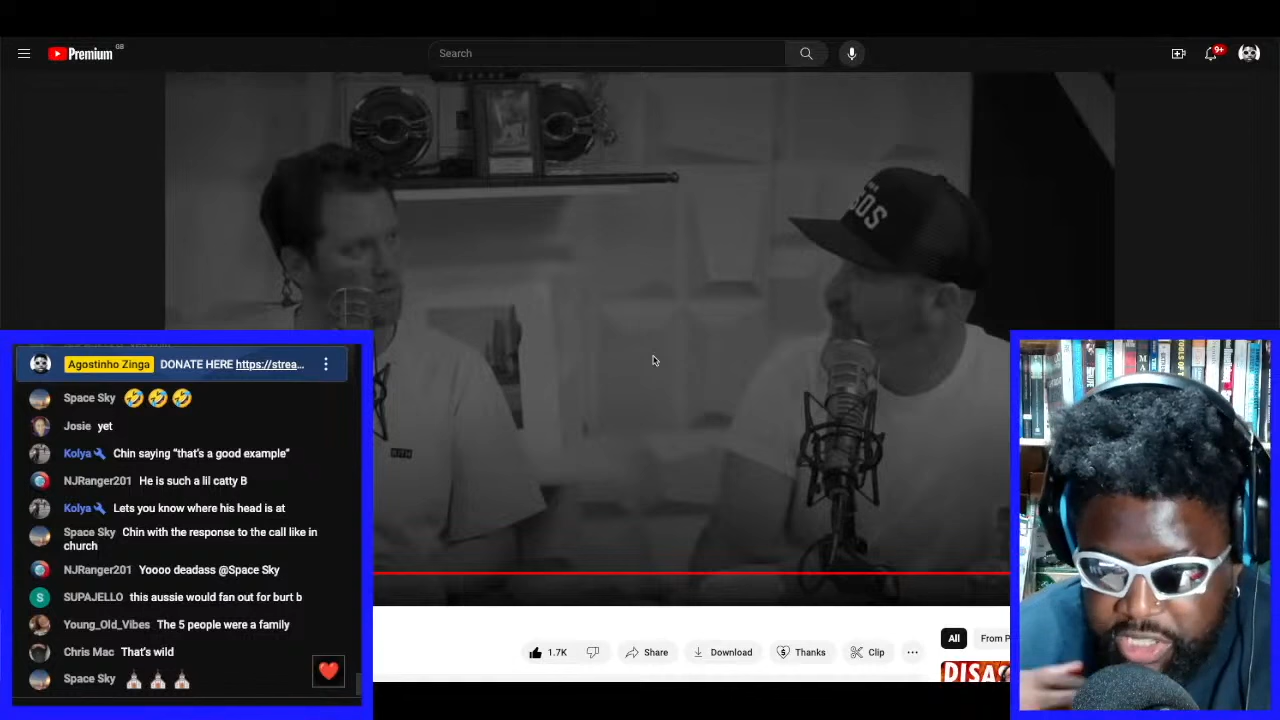 Premium GB
Search
9+
Agostinho Zinga DONATE HERE https://strea...
Space Sky 🤣 🤣 🤣
Josie yet
Kolya Chin saying “that’s a good example”
NJRanger201 He is such a lil catty B
Kolya Lets you know where his head is at
Space Sky Chin with the response to the call like in
church
NJRanger201 Yoooo deadass @Space Sky
S SUPAJELLO this aussie would fan out for burt b
Young_Old_Vibes The 5 people were a family
Chris Mac That’s wild
Space Sky ⛪ ⛪ ⛪
KITH
1.7K Share Download Thanks Clip ...
All From P
DISA